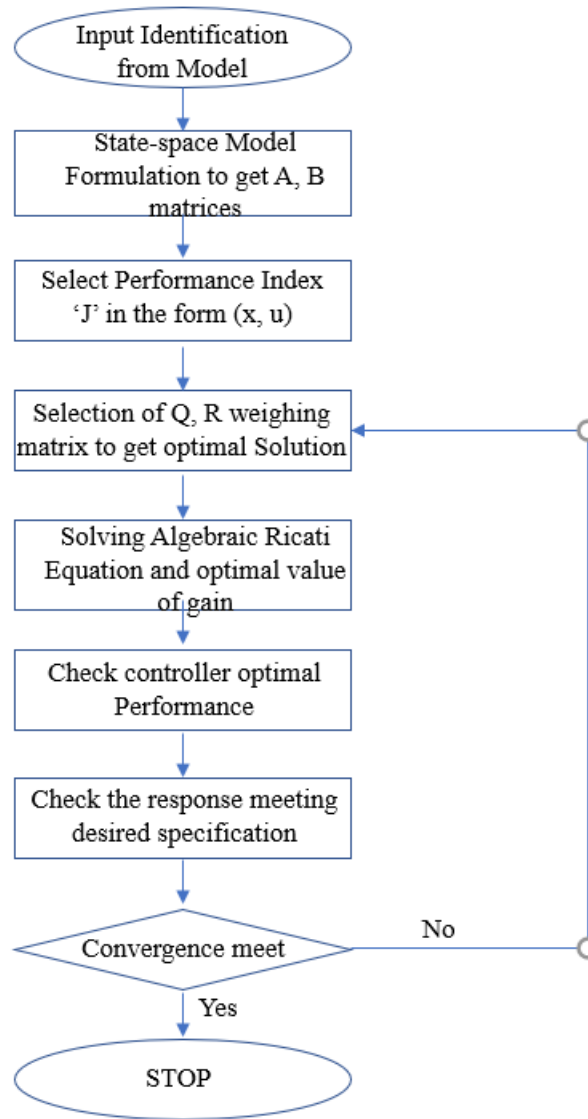 Input Identification
from Model
State-space Model
Formulation to get A, B
matrices
Select Performance Index
‘J’ in the form (x, u)
Selection of Q, R weighing
matrix to get optimal Solution
Solving Algebraic Ricati
Equation and optimal value
of gain
Check controller optimal
Performance
Check the response meeting
desired specification
Convergence meet
No
Yes
STOP